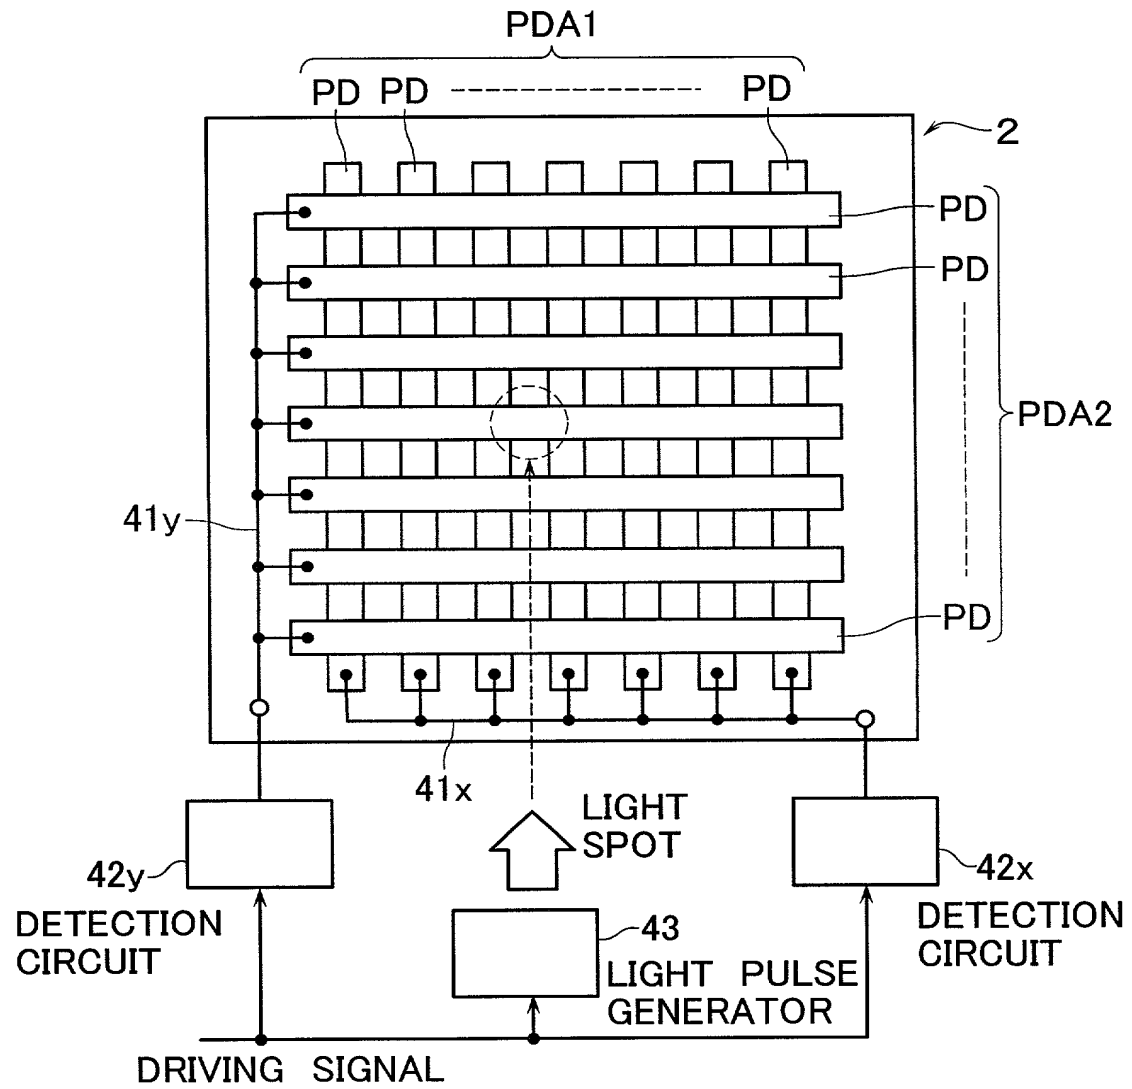 PDA1
PD PD PD
2
PD
PD
PDA2
41y
PD
41x
LIGHT
SPOT
42y
42x
DETECTION
CIRCUIT
DETECTION
CIRCUIT
43
LIGHT PULSE
GENERATOR
DRIVING SIGNAL